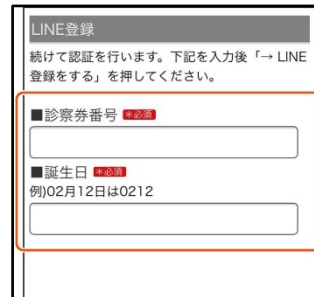 LINE登録
続けて認証を行います。下記を入力後「→ LINE
登録をする」を押してください。
■診察券番号 *必須
■誕生日 *必須
例)02月12日は0212